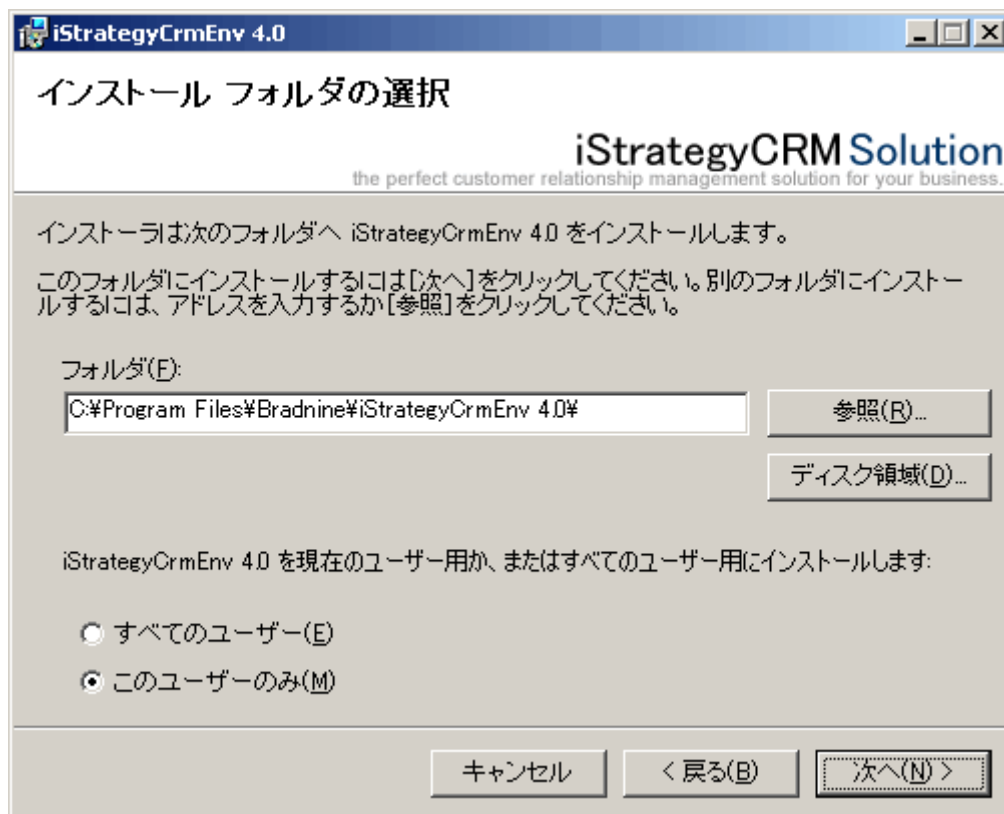 iStrategyCrmEnv 4.0
インストール フォルダの選択
iStrategyCRM Solution
the perfect customer relationship management solution for your business.
インストーラは次のフォルダへ iStrategyCrmEnv 4.0 をインストールします。
このフォルダにインストールするには[次へ]をクリックしてください。別のフォルダにインストー
ルするには、アドレスを入力するか[参照]をクリックしてください。
フォルダ(F):
C:¥Program Files¥Bradnine¥iStrategyCrmEnv 4.0¥
参照(R)...
ディスク領域(D)...
iStrategyCrmEnv 4.0 を現在のユーザー用か、またはすべてのユーザー用にインストールします:
すべてのユーザー(E)
このユーザーのみ(M)
キャンセル
< 戻る(B)
次へ(N) >